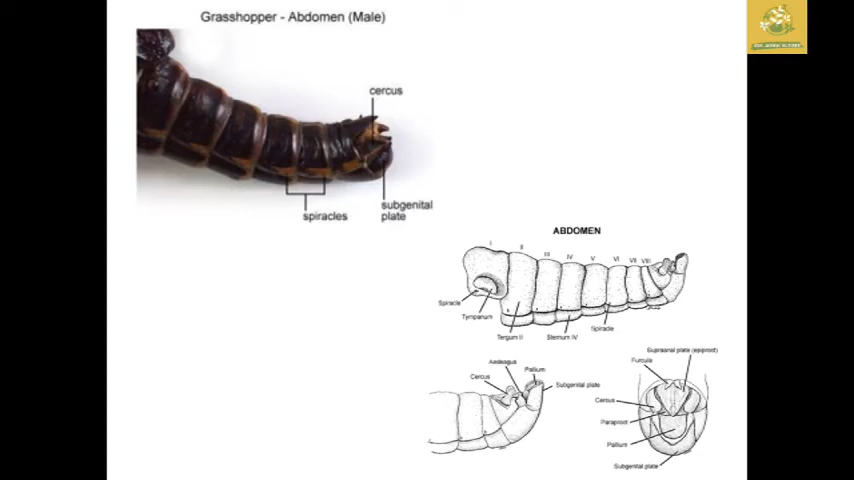 Grasshopper - Abdomen (Male)
cercus
spiracles
subgenital
plate
ABDOMEN
I
II
III
IV
V
VI
VII
VIII
Spiracle
Tympanum
Tergum II
Sternum IV
Spiracle
Aedeagus
Cercus
Pallium
Subgenital plate
Supraanal plate (epiproct)
Furcula
Cercus
Paraproct
Pallium
Subgenital plate